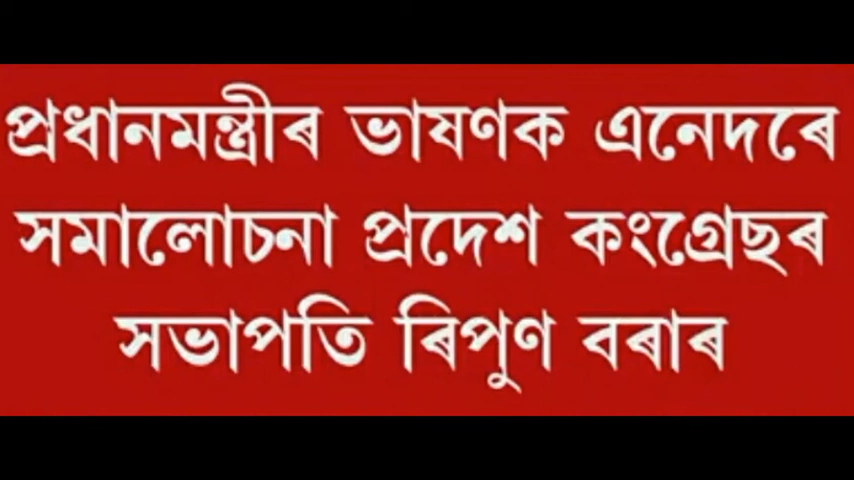 প্ৰধানমন্ত্ৰীৰ ভাষণক এনেদৰে
সমালোচনা প্ৰদেশ কংগ্ৰেছৰ
সভাপতি ৰিপুণ বৰাৰ